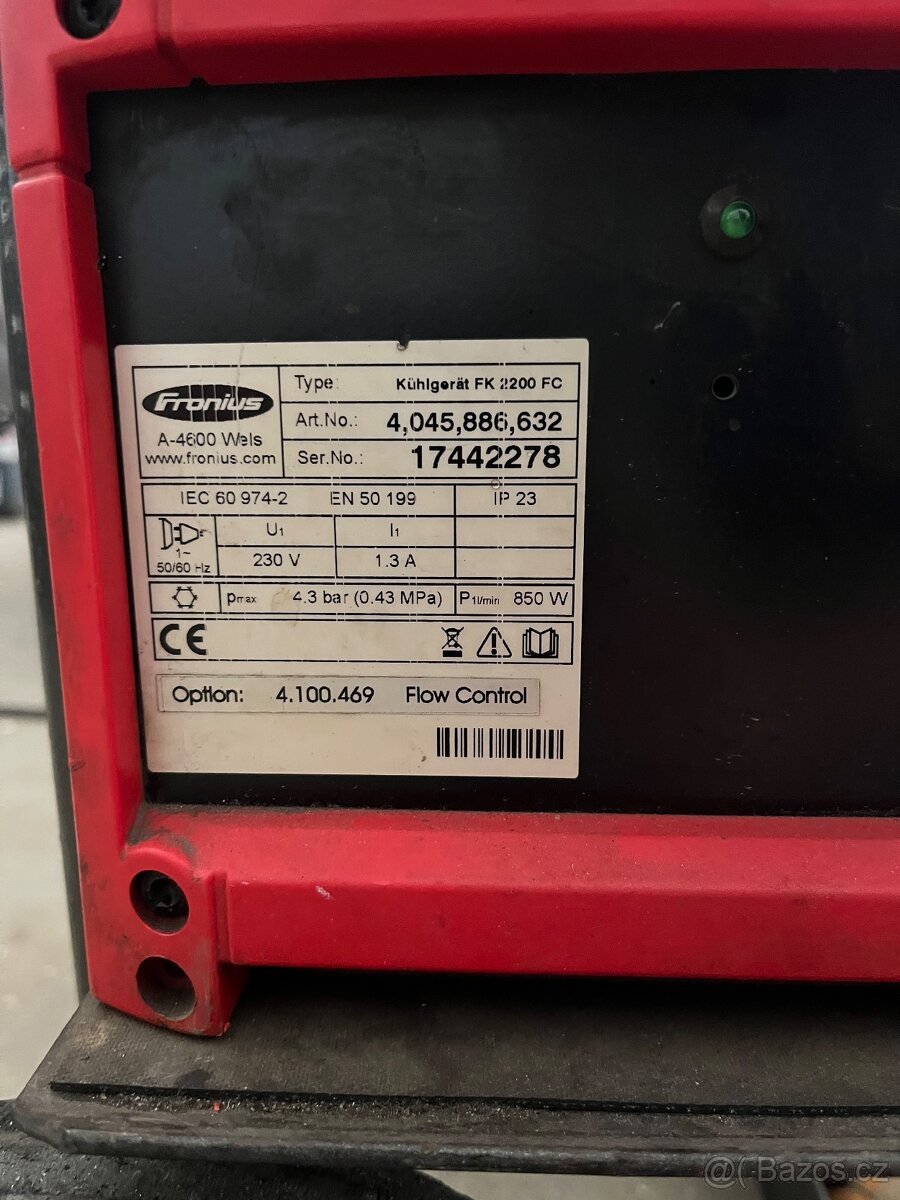 Fronius
A-4600 Wels
www.fronius.com
Type: Kühlgerät FK 2200 FC
Art.No.: 4,045,886,632
Ser.No.: 17442278
IEC 60 974-2 EN 50 199 IP 23
1~
50/60 Hz
U1 I1
230 V 1.3 A
pmax 4.3 bar (0.43 MPa) P1l/min 850 W
CE
Option: 4.100.469 Flow Control
@( Bazos.cz